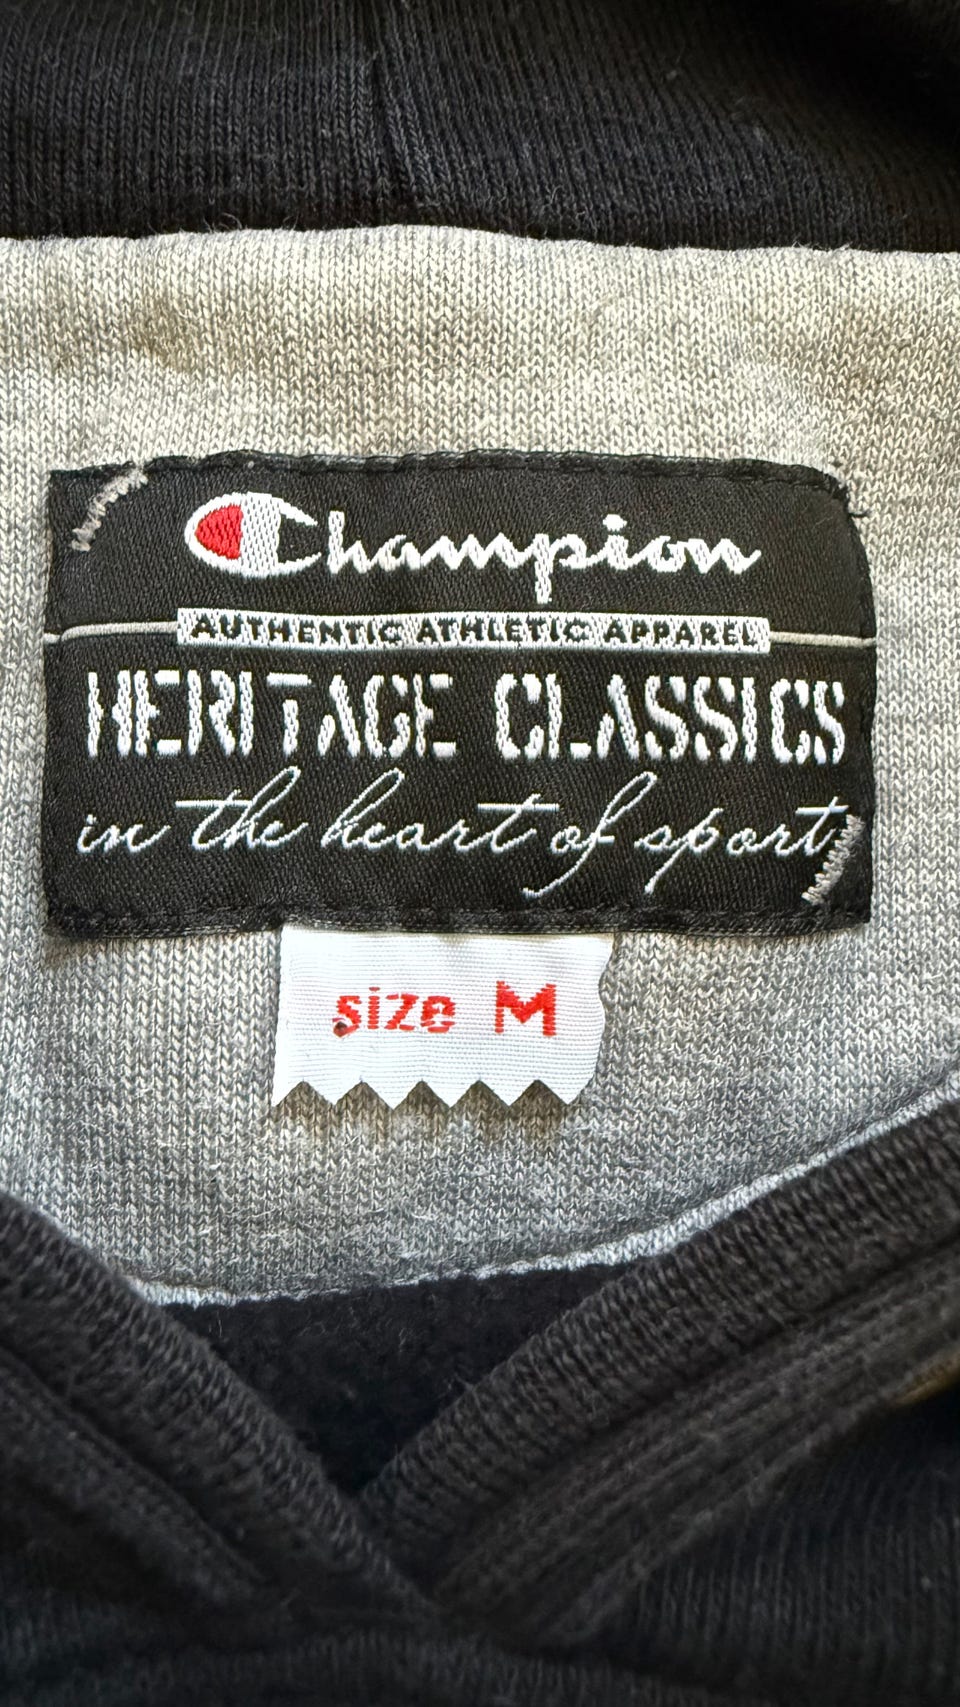 Champion
AUTHENTIC ATHLETIC APPAREL
HERITAGE CLASSICS
in the heart of sport
size M